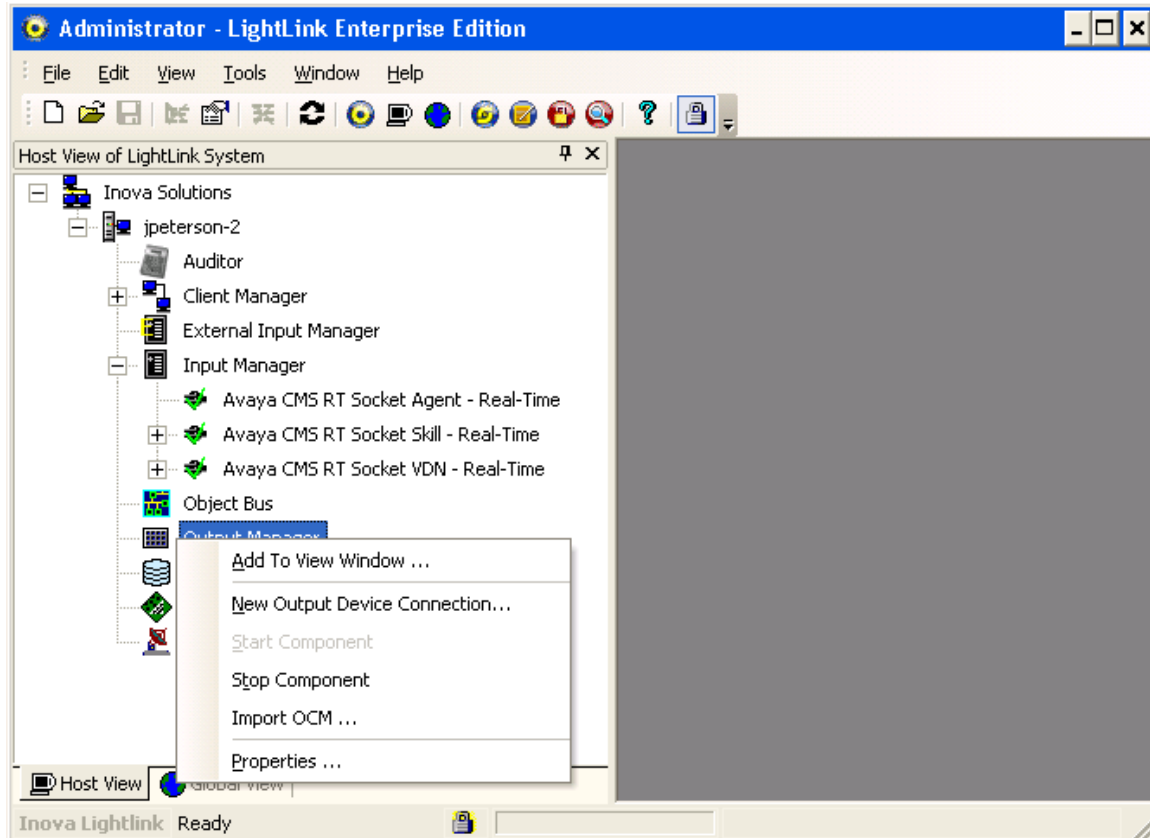 Administrator - LightLink Enterprise Edition
File Edit View Tools Window Help
Host View of LightLink System
Inova Solutions
jpeterson-2
Auditor
Client Manager
External Input Manager
Input Manager
Avaya CMS RT Socket Agent - Real-Time
Avaya CMS RT Socket Skill - Real-Time
Avaya CMS RT Socket VDN - Real-Time
Object Bus
Output Manager
Add To View Window ...
New Output Device Connection...
Start Component
Stop Component
Import OCM ...
Properties ...
Host View Global View
Inova Lightlink Ready